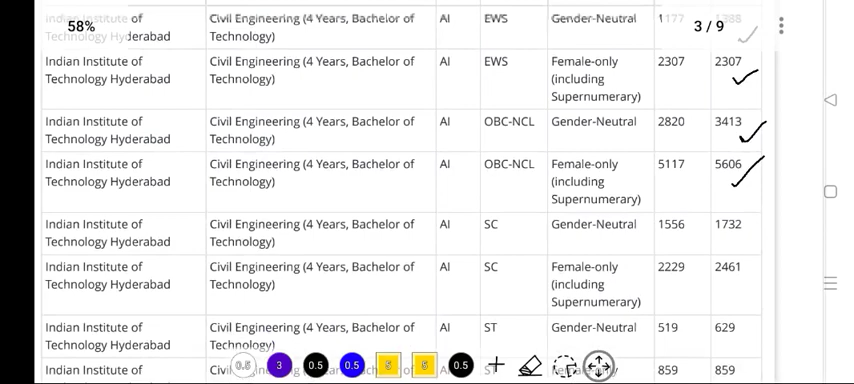 Indian Institute of Civil Engineering (4 Years, Bachelor of AI EWS Gender-Neutral 1177 1388
58% 3 / 9
Technology Hyderabad Technology)
Indian Institute of Civil Engineering (4 Years, Bachelor of AI EWS Female-only 2307 2307
Technology Hyderabad Technology) (including
Supernumerary)
Indian Institute of Civil Engineering (4 Years, Bachelor of AI OBC-NCL Gender-Neutral 2820 3413
Technology Hyderabad Technology)
Indian Institute of Civil Engineering (4 Years, Bachelor of AI OBC-NCL Female-only 5117 5606
Technology Hyderabad Technology) (including
Supernumerary)
Indian Institute of Civil Engineering (4 Years, Bachelor of AI SC Gender-Neutral 1556 1732
Technology Hyderabad Technology)
Indian Institute of Civil Engineering (4 Years, Bachelor of AI SC Female-only 2229 2461
Technology Hyderabad Technology) (including
Supernumerary)
Indian Institute of Civil Engineering (4 Years, Bachelor of AI ST Gender-Neutral 519 629
Technology Hyderabad Technology)
Indian Institute of 859 859
0.5 3 0.5 0.5 5 5 0.5